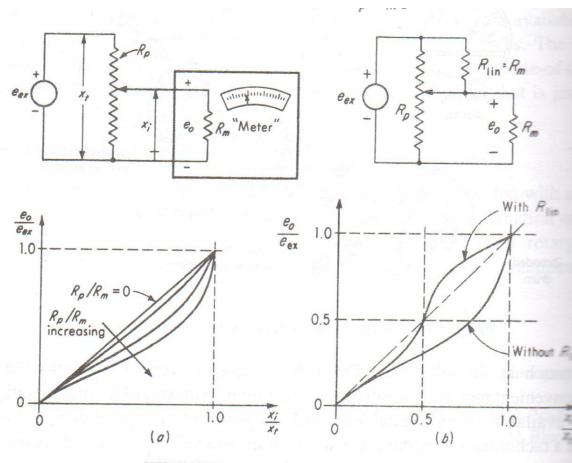 R_p
+
e_ex
−
x_t
x_i
+
e_o
−
R_m "Meter"
R_lin = R_m
+
e_ex
−
R_p
+
e_o
−
R_m
e_o/e_ex
1.0
R_p/R_m = 0
R_p/R_m
increasing
0
0
1.0
x_i/x_t
(a)
e_o/e_ex
1.0
0.5
0
With R_lin
Without R
0
0.5
1.0
(b)